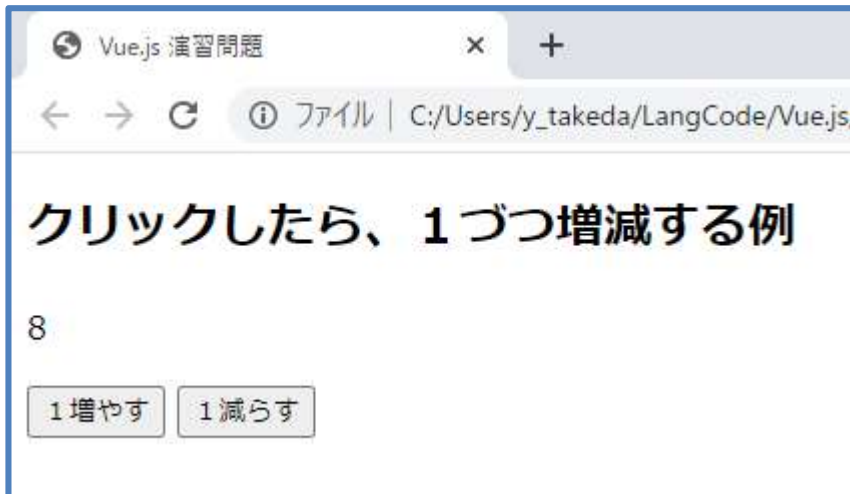 Vue.js 演習問題
ファイル | C:/Users/y_takeda/LangCode/Vue.js/
クリックしたら、１づつ増減する例
8
１増やす １減らす